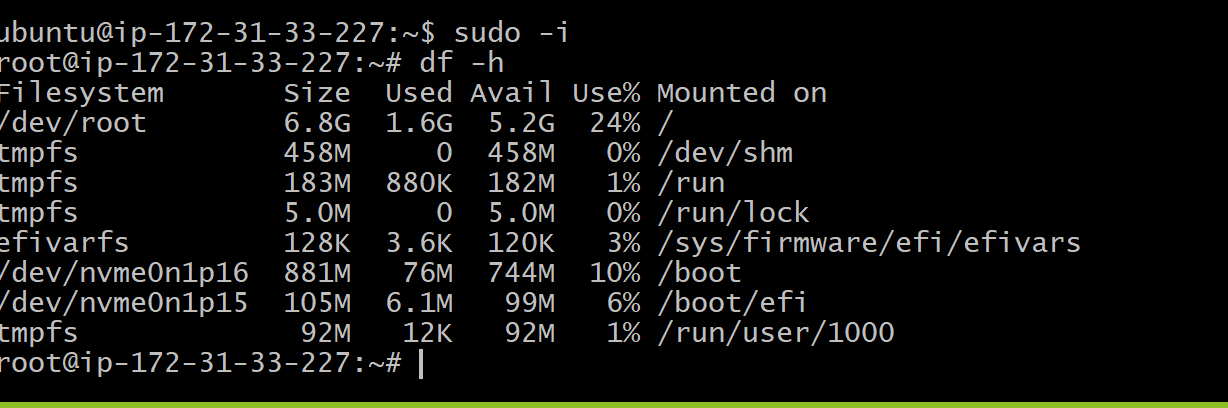 ubuntu@ip-172-31-33-227:~$ sudo -i
root@ip-172-31-33-227:~# df -h
Filesystem       Size  Used Avail Use% Mounted on
/dev/root        6.8G  1.6G  5.2G  24% /
tmpfs            458M     0  458M   0% /dev/shm
tmpfs            183M  880K  182M   1% /run
tmpfs            5.0M     0  5.0M   0% /run/lock
efivarfs         128K  3.6K  120K   3% /sys/firmware/efi/efivars
/dev/nvme0n1p16  881M   76M  744M  10% /boot
/dev/nvme0n1p15  105M  6.1M   99M   6% /boot/efi
tmpfs             92M   12K   92M   1% /run/user/1000
root@ip-172-31-33-227:~#